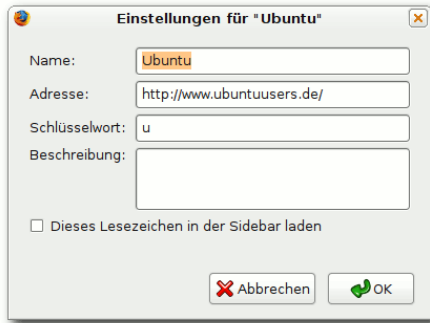 Einstellungen für "Ubuntu"
Name: Ubuntu
Adresse: http://www.ubuntuusers.de/
Schlüsselwort: u
Beschreibung:
Dieses Lesezeichen in der Sidebar laden
Abbrechen OK